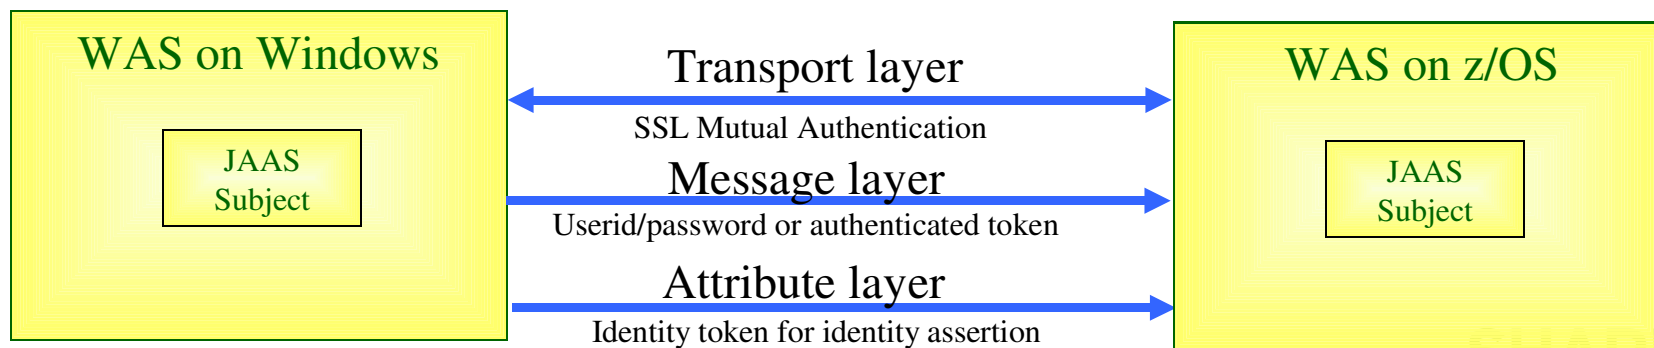 WAS on Windows
JAAS
Subject
Transport layer
SSL Mutual Authentication
Message layer
Userid/password or authenticated token
Attribute layer
Identity token for identity assertion
WAS on z/OS
JAAS
Subject